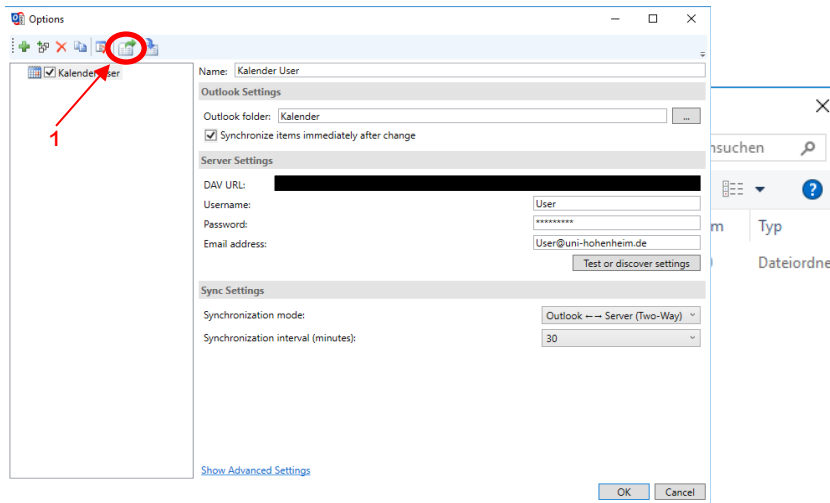 Options
Kalender User
1
Name: Kalender User
Outlook Settings
Outlook folder: Kalender ...
Synchronize items immediately after change
Server Settings
DAV URL:
Username: User
Password: *********
Email address: User@uni-hohenheim.de
Test or discover settings
Sync Settings
Synchronization mode: Outlook ←→ Server (Two-Way)
Synchronization interval (minutes): 30
Show Advanced Settings
OK Cancel
nsuchen
?
m Typ
Dateiordne